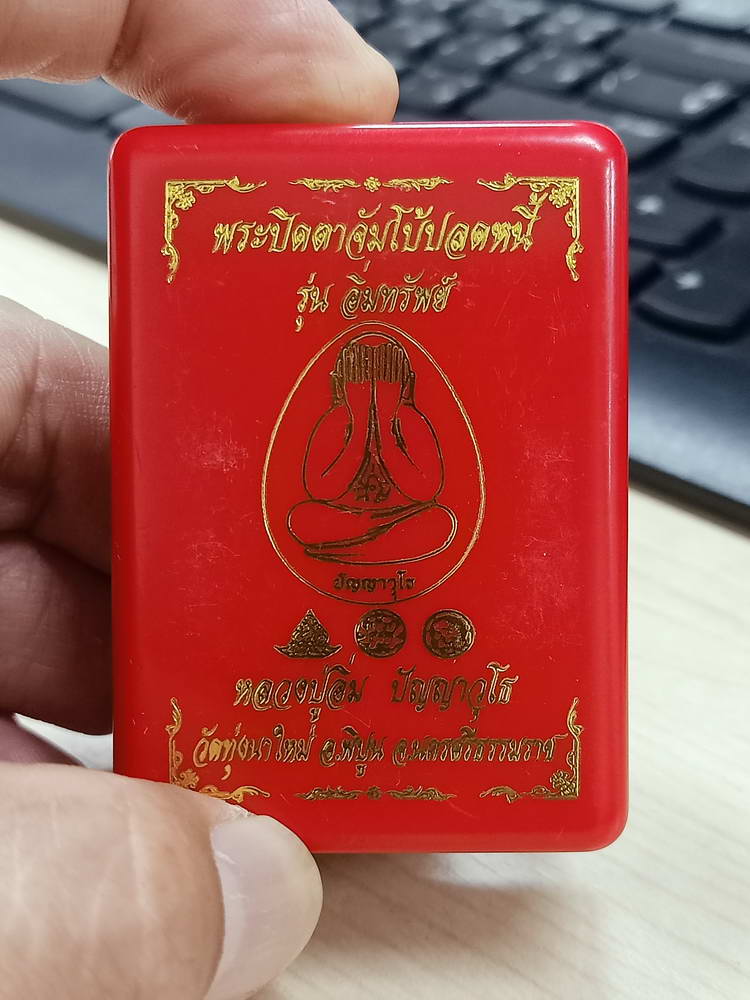 พระปิดตาจัมโบ้ปลดหนี้
รุ่น อิ่มทรัพย์
ปัญญาวุโธ
หลวงปู่อิ่ม ปัญญาวุโธ
วัดทุ่งนาใหม่ อ.พิปูน จ.นครศรีธรรมราช